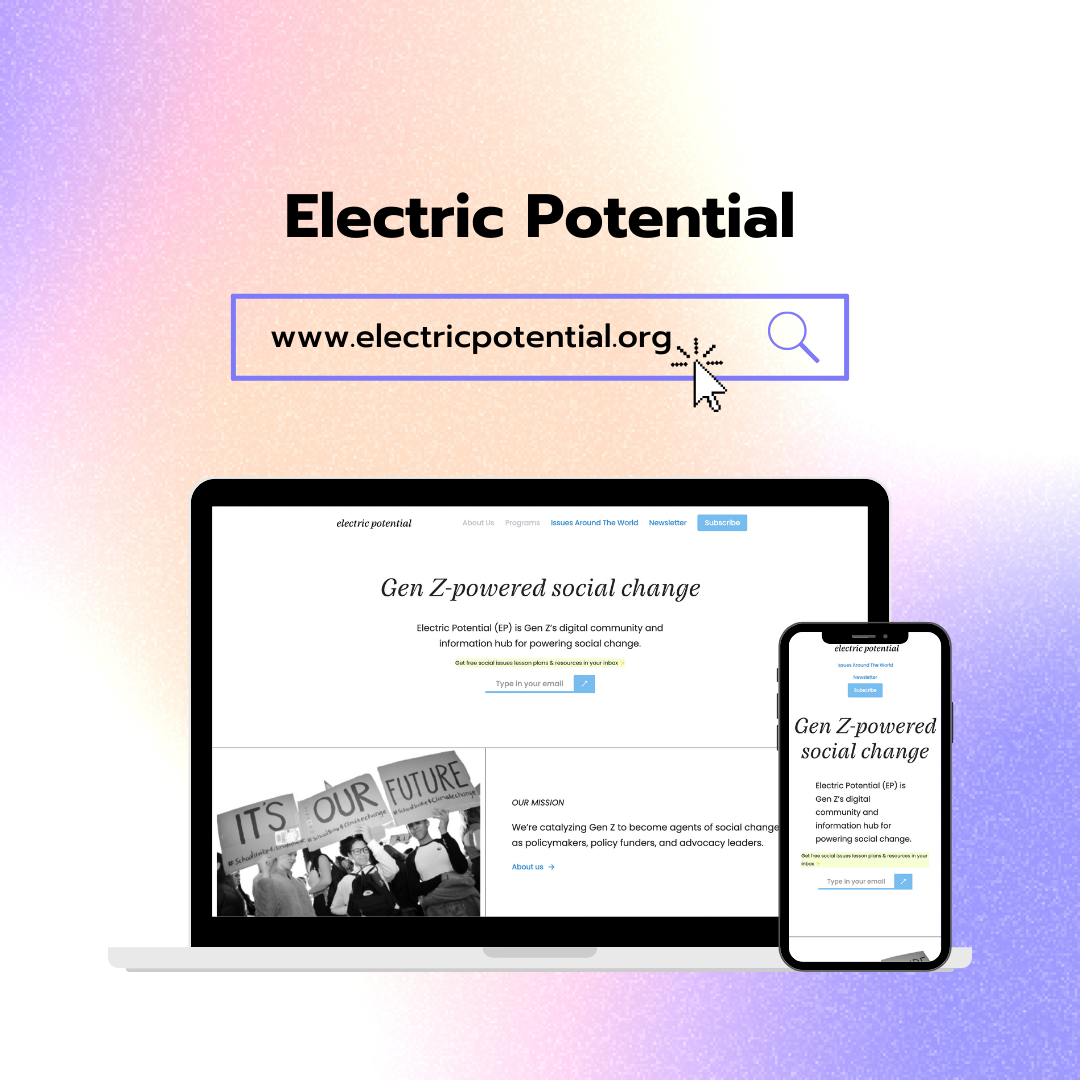 Electric Potential
www.electricpotential.org
electric potential
About Us Programs Issues Around The World Newsletter Subscribe
Gen Z-powered social change
Electric Potential (EP) is Gen Z's digital community and
information hub for powering social change.
Get free social issues lesson plans & resources in your inbox
Type in your email
IT'S OUR FUTURE
#SchoolStrike4Climatechange
#SchoolStrike4Climatechange
#SchoolStrike4Climatechange
OUR MISSION
We're catalyzing Gen Z to become agents of social change
as policymakers, policy funders, and advocacy leaders.
About us →
electric potential
Issues Around The World
Newsletter
Subscribe
Gen Z-powered
social change
Electric Potential (EP) is
Gen Z's digital
community and
information hub for
powering social change.
Get free social issues lesson plans & resources in your
inbox
Type in your email